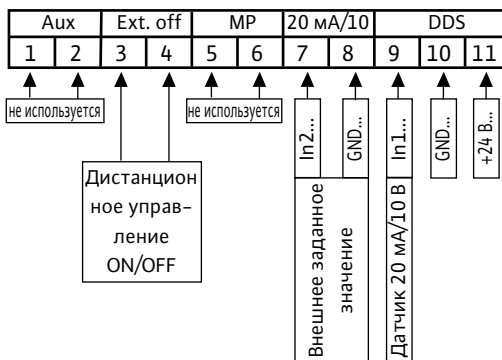 Aux Ext. off MP 20 мА/10 DDS
1 2 3 4 5 6 7 8 9 10 11
не используется
не используется
In2...
GND...
In1...
GND...
+24 В...
Дистанцион
ное управ-
ление
ON/OFF
Внешнее заданное
значение
Датчик 20 мА/10 В